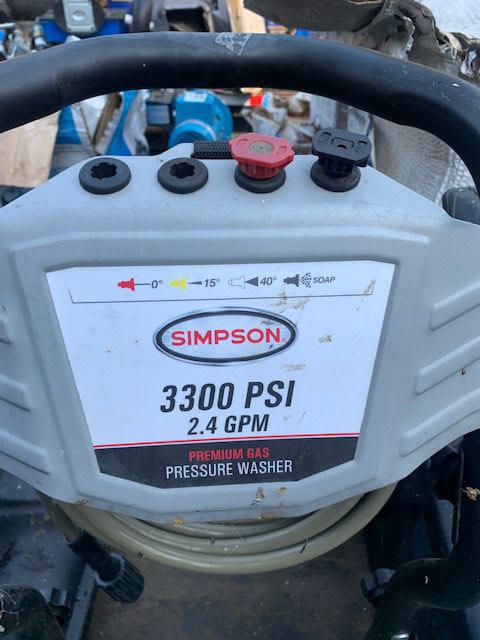 0° 15° 40° SOAP
SIMPSON
3300 PSI
2.4 GPM
PREMIUM GAS
PRESSURE WASHER